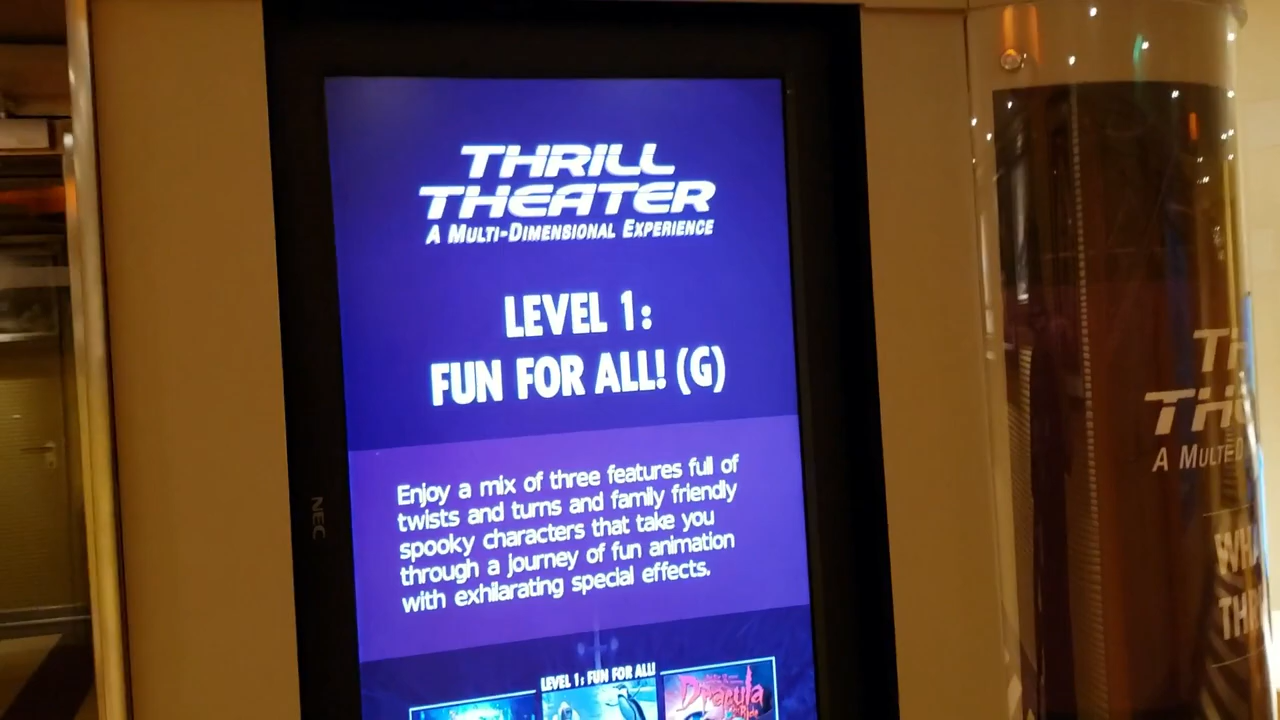 THRILL
THEATER
A MULTI-DIMENSIONAL EXPERIENCE
LEVEL 1:
FUN FOR ALL! (G)
Enjoy a mix of three features full of
twists and turns and family friendly
spooky characters that take you
through a journey of fun animation
with exhilarating special effects.
LEVEL 1: FUN FOR ALL!
Dracula
NEC
A MULTI-D